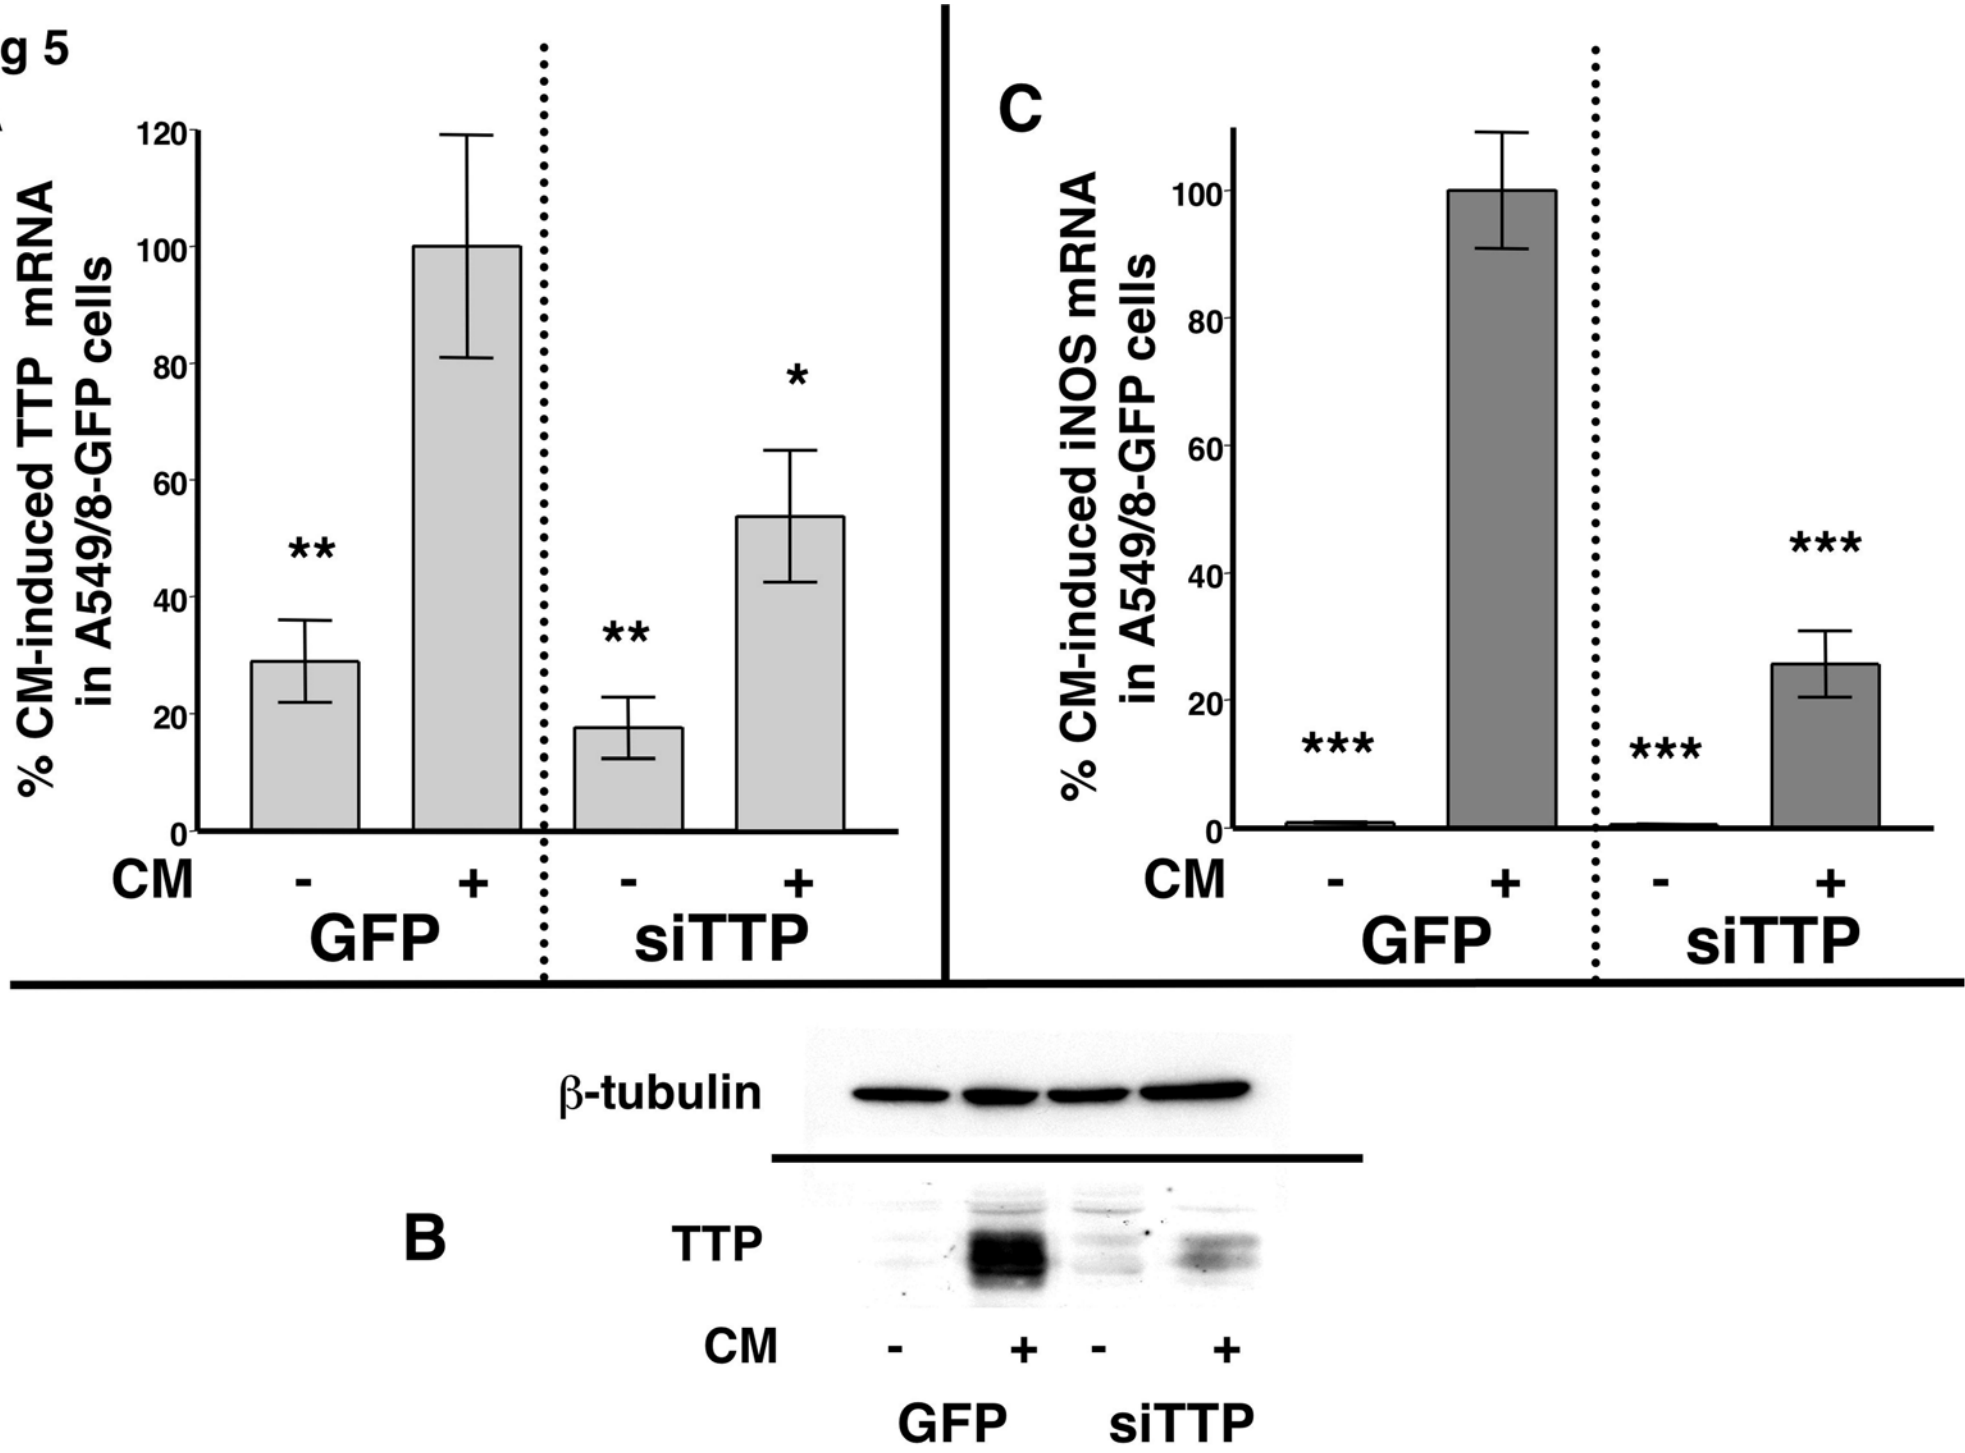 g 5
120
100
80
60
40
20
0
% CM-induced TTP mRNA
in A549/8-GFP cells
**
**
*
CM - + - +
GFP siTTP
C
100
80
60
40
20
0
% CM-induced iNOS mRNA
in A549/8-GFP cells
***
***
***
CM - + - +
GFP siTTP
β-tubulin
B
TTP
CM - + - +
GFP siTTP